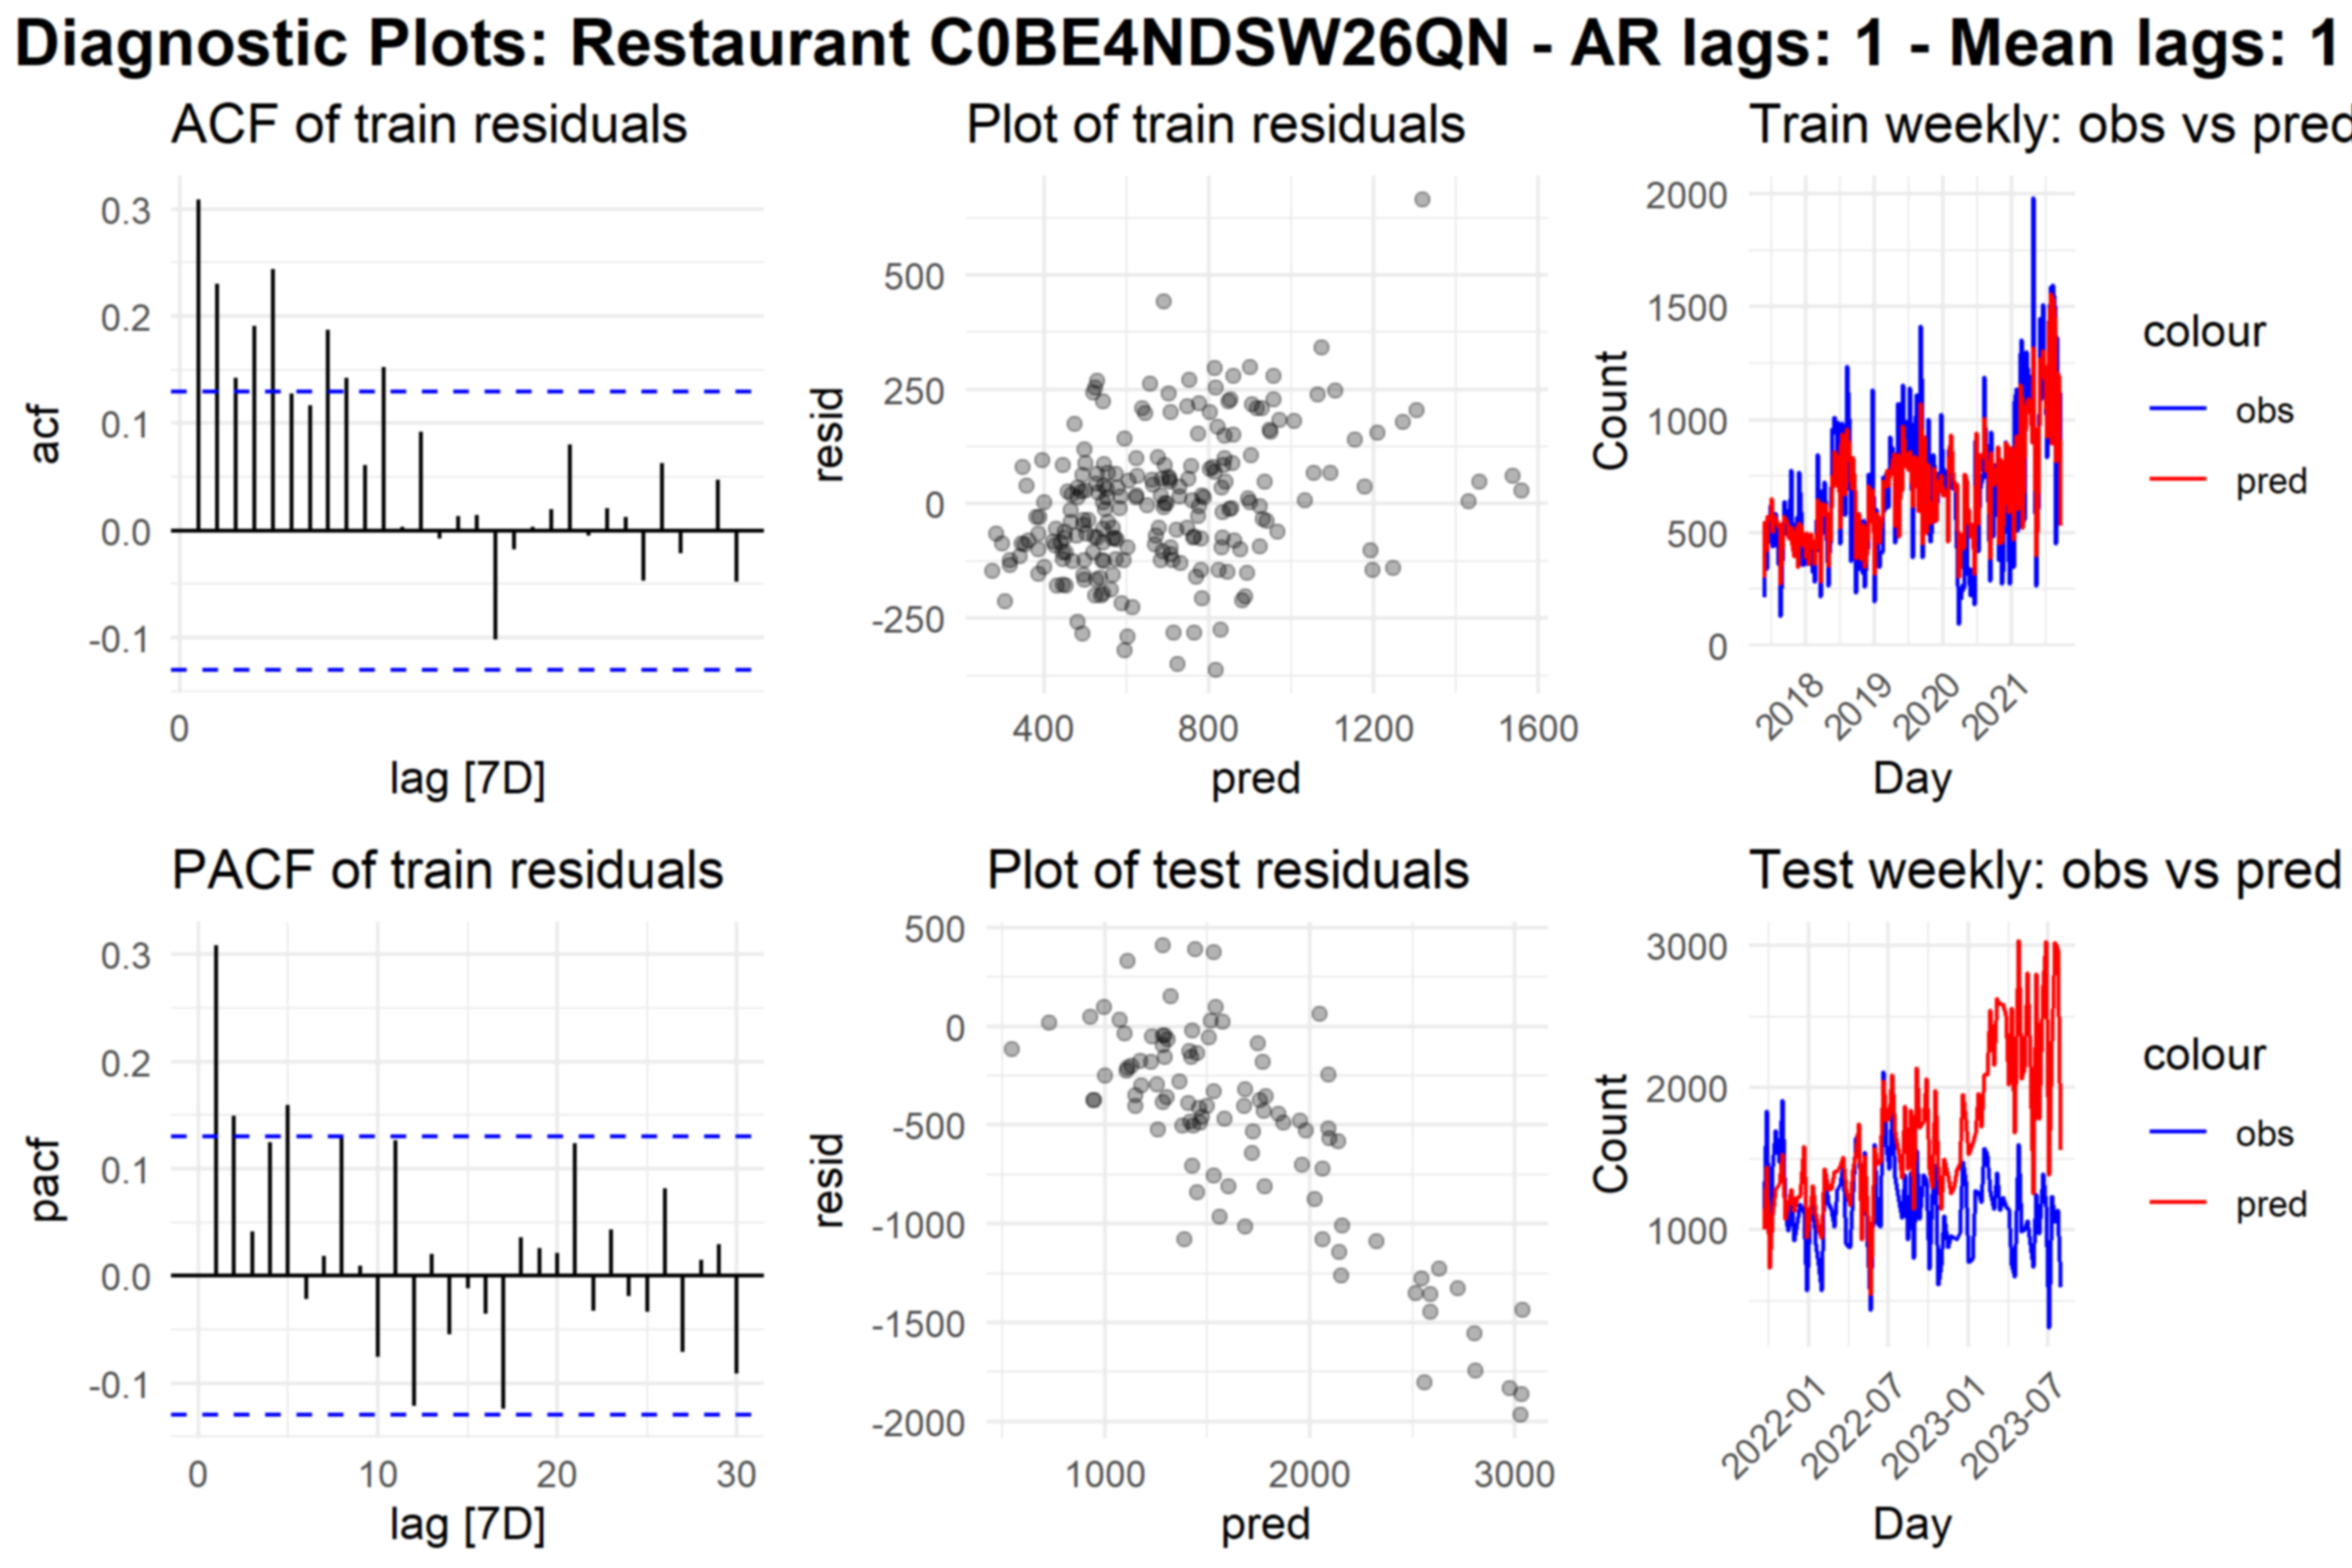 Diagnostic Plots: Restaurant C0BE4NDSW26QN - AR lags: 1 - Mean lags: 1
ACF of train residuals
0.3
0.2
0.1
0.0
-0.1
acf
0
lag [7D]
Plot of train residuals
500
250
0
-250
resid
400 800 1200 1600
pred
Train weekly: obs vs pred
2000
1500
1000
500
0
Count
2018 2019 2020 2021
Day
colour
obs
pred
PACF of train residuals
0.3
0.2
0.1
0.0
-0.1
pacf
0 10 20 30
lag [7D]
Plot of test residuals
500
0
-500
-1000
-1500
-2000
resid
1000 2000 3000
pred
Test weekly: obs vs pred
3000
2000
1000
Count
2022-01 2022-07 2023-01 2023-07
Day
colour
obs
pred